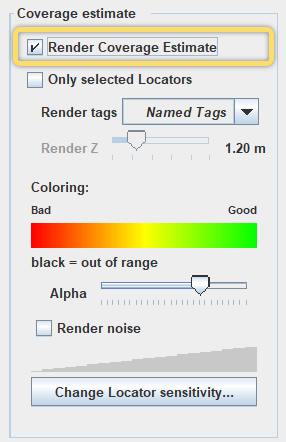 Coverage estimate
Render Coverage Estimate
Only selected Locators
Render tags Named Tags
Render Z 1.20 m
Coloring:
Bad Good
black = out of range
Alpha
Render noise
Change Locator sensitivity...